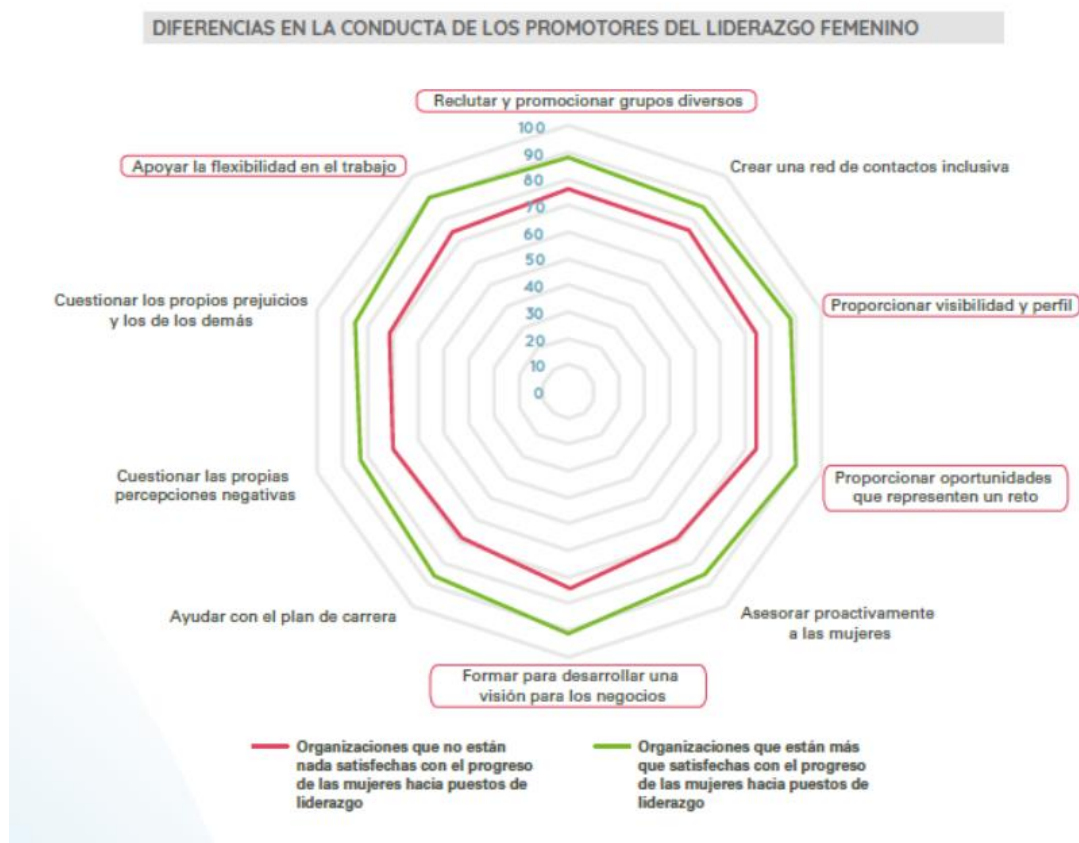 DIFERENCIAS EN LA CONDUCTA DE LOS PROMOTORES DEL LIDERAZGO FEMENINO
Reclutar y promocionar grupos diversos
Apoyar la flexibilidad en el trabajo
Crear una red de contactos inclusiva
100
90
80
70
60
50
40
30
20
10
0
Cuestionar los propios prejuicios
y los de los demás
Proporcionar visibilidad y perfil
Cuestionar las propias
percepciones negativas
Proporcionar oportunidades
que representen un reto
Ayudar con el plan de carrera
Asesorar proactivamente
a las mujeres
Formar para desarrollar una
visión para los negocios
Organizaciones que no están
nada satisfechas con el progreso
de las mujeres hacia puestos de
liderazgo
Organizaciones que están más
que satisfechas con el progreso
de las mujeres hacia puestos de
liderazgo